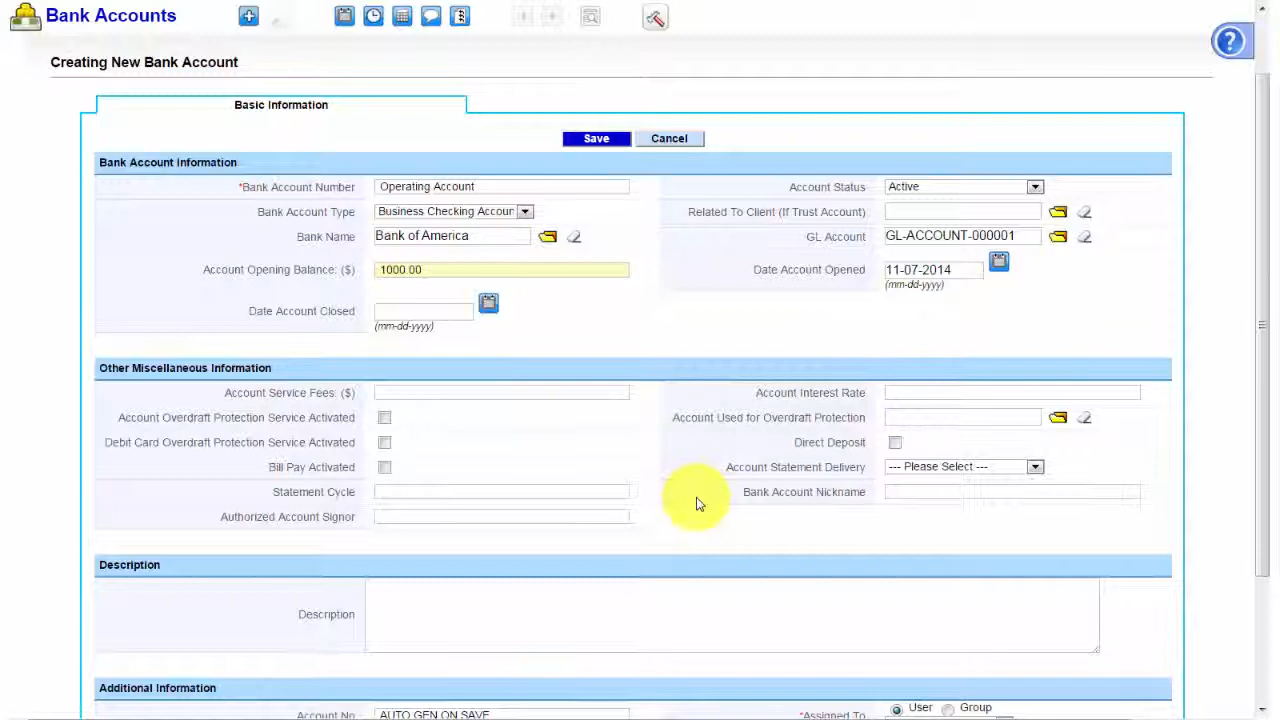 Bank Accounts
Creating New Bank Account
Basic Information
Save Cancel
Bank Account Information
*Bank Account Number Operating Account Account Status Active
Bank Account Type Business Checking Accoun Related To Client (If Trust Account)
Bank Name Bank of America GL Account GL-ACCOUNT-000001
Account Opening Balance: ($) 1000.00 Date Account Opened 11-07-2014
(mm-dd-yyyy)
Date Account Closed
(mm-dd-yyyy)
Other Miscellaneous Information
Account Service Fees: ($) Account Interest Rate
Account Overdraft Protection Service Activated Account Used for Overdraft Protection
Debit Card Overdraft Protection Service Activated Direct Deposit
Bill Pay Activated Account Statement Delivery --- Please Select ---
Statement Cycle Bank Account Nickname
Authorized Account Signor
Description
Description
Additional Information
Account No AUTO GEN ON SAVE *Assigned To User Group